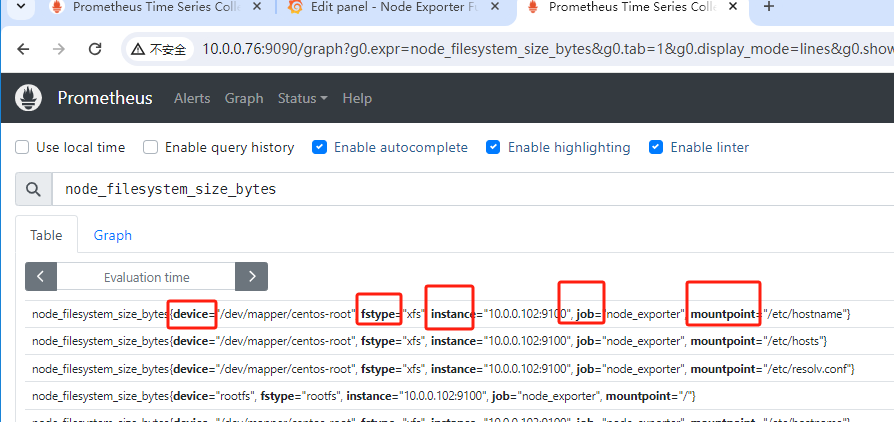 Prometheus Time Series Colle
Edit panel - Node Exporter Fu
Prometheus Time Series Colle
不安全
10.0.0.76:9090/graph?g0.expr=node_filesystem_size_bytes&g0.tab=1&g0.display_mode=lines&g0.show
Prometheus Alerts Graph Status Help
Use local time Enable query history Enable autocomplete Enable highlighting Enable linter
node_filesystem_size_bytes
Table Graph
Evaluation time
node_filesystem_size_bytes{device="/dev/mapper/centos-root", fstype="xfs", instance="10.0.0.102:9100", job="node_exporter", mountpoint="/etc/hostname"}
node_filesystem_size_bytes{device="/dev/mapper/centos-root", fstype="xfs", instance="10.0.0.102:9100", job="node_exporter", mountpoint="/etc/hosts"}
node_filesystem_size_bytes{device="/dev/mapper/centos-root", fstype="xfs", instance="10.0.0.102:9100", job="node_exporter", mountpoint="/etc/resolv.conf"}
node_filesystem_size_bytes{device="rootfs", fstype="rootfs", instance="10.0.0.102:9100", job="node_exporter", mountpoint="/"}